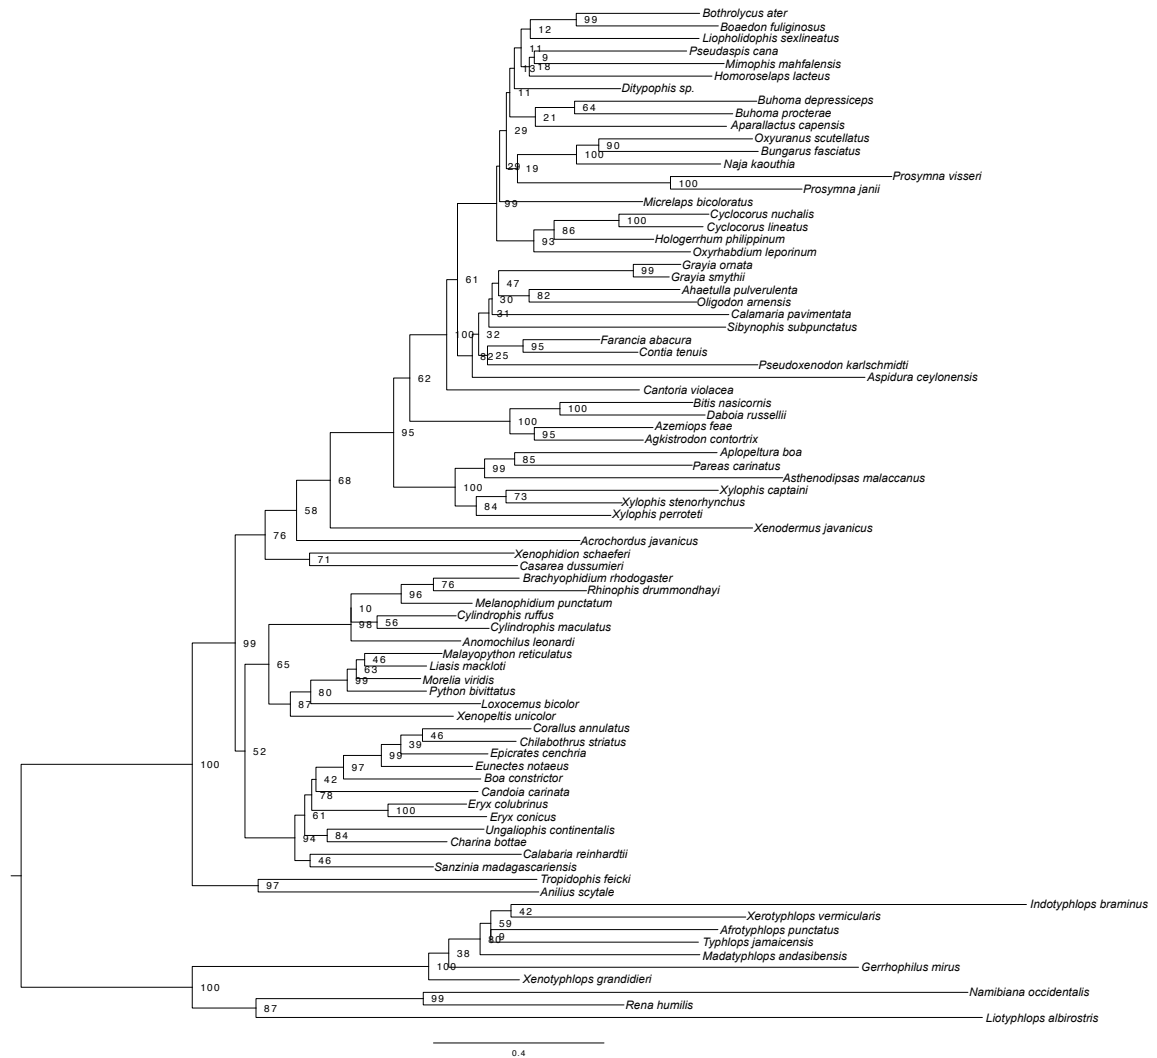 Bothrolycus ater
99
Boaedon fuliginosus
12
Liopholidophis sexlineatus
11
Pseudaspis cana
9
Mimophis mahfalensis
13
18
Homoroselaps lacteus
Ditypophis sp.
11
Buhoma depressiceps
64
Buhoma procterae
21
Aparallactus capensis
29
Oxyuranus scutellatus
90
Bungarus fasciatus
100
Naja kaouthia
29
19
Prosymna visseri
100
Prosymna janii
Micrelaps bicoloratus
99
Cyclocorus nuchalis
100
Cyclocorus lineatus
86
Hologerrhum philippinum
93
Oxyrhabdium leporinum
Grayia ornata
99
Grayia smythii
61
47
Ahaetulla pulverulenta
82
30
Oligodon arnensis
31
Calamaria pavimentata
Sibynophis subpunctatus
100
32
Farancia abacura
95
Contia tenuis
82
25
Pseudoxenodon karlschmidti
Aspidura ceylonensis
62
Cantoria violacea
Bitis nasicornis
100
Daboia russellii
100
Azemiops feae
95
95
Agkistrodon contortrix
Aplopeltura boa
85
Pareas carinatus
99
Asthenodipsas malaccanus
68
100
Xylophis captaini
73
Xylophis stenorhynchus
84
58
Xylophis perroteti
Xenodermus javanicus
76
Acrochordus javanicus
Xenophidion schaeferi
71
Casarea dussumieri
Brachyophidium rhodogaster
76
Rhinophis drummondhayi
96
Melanophidium punctatum
10
Cylindrophis ruffus
98
56
Cylindrophis maculatus
99
Anomochilus leonardi
Malayopython reticulatus
46
65
Liasis mackloti
63
Morelia viridis
99
80
Python bivittatus
87
Loxocemus bicolor
Xenopeltis unicolor
Corallus annulatus
46
Chilabothrus striatus
39
52
Epicrates cenchria
99
100
97
Eunectes notaeus
42
Boa constrictor
Candoia carinata
78
Eryx colubrinus
100
61
Eryx conicus
Ungaliophis continentalis
94
84
Charina bottae
Calabaria reinhardtii
46
Sanzinia madagascariensis
Tropidophis feicki
97
Anilius scytale
Indotyphlops braminus
42
Xerotyphlops vermicularis
59
Afrotyphlops punctatus
80
9
Typhlops jamaicensis
38
Madatyphlops andasibensis
100
Gerrhophilus mirus
Xenotyphlops grandidieri
100
Namibiana occidentalis
99
Rena humilis
87
Liotyphlops albirostris
0.4